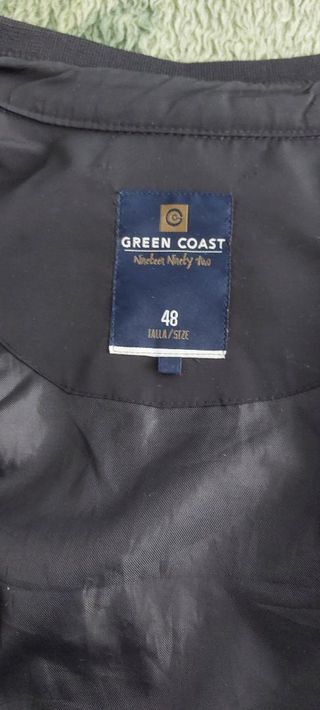 GREEN COAST
Nineteen Ninety two
48
TALLA/SIZE